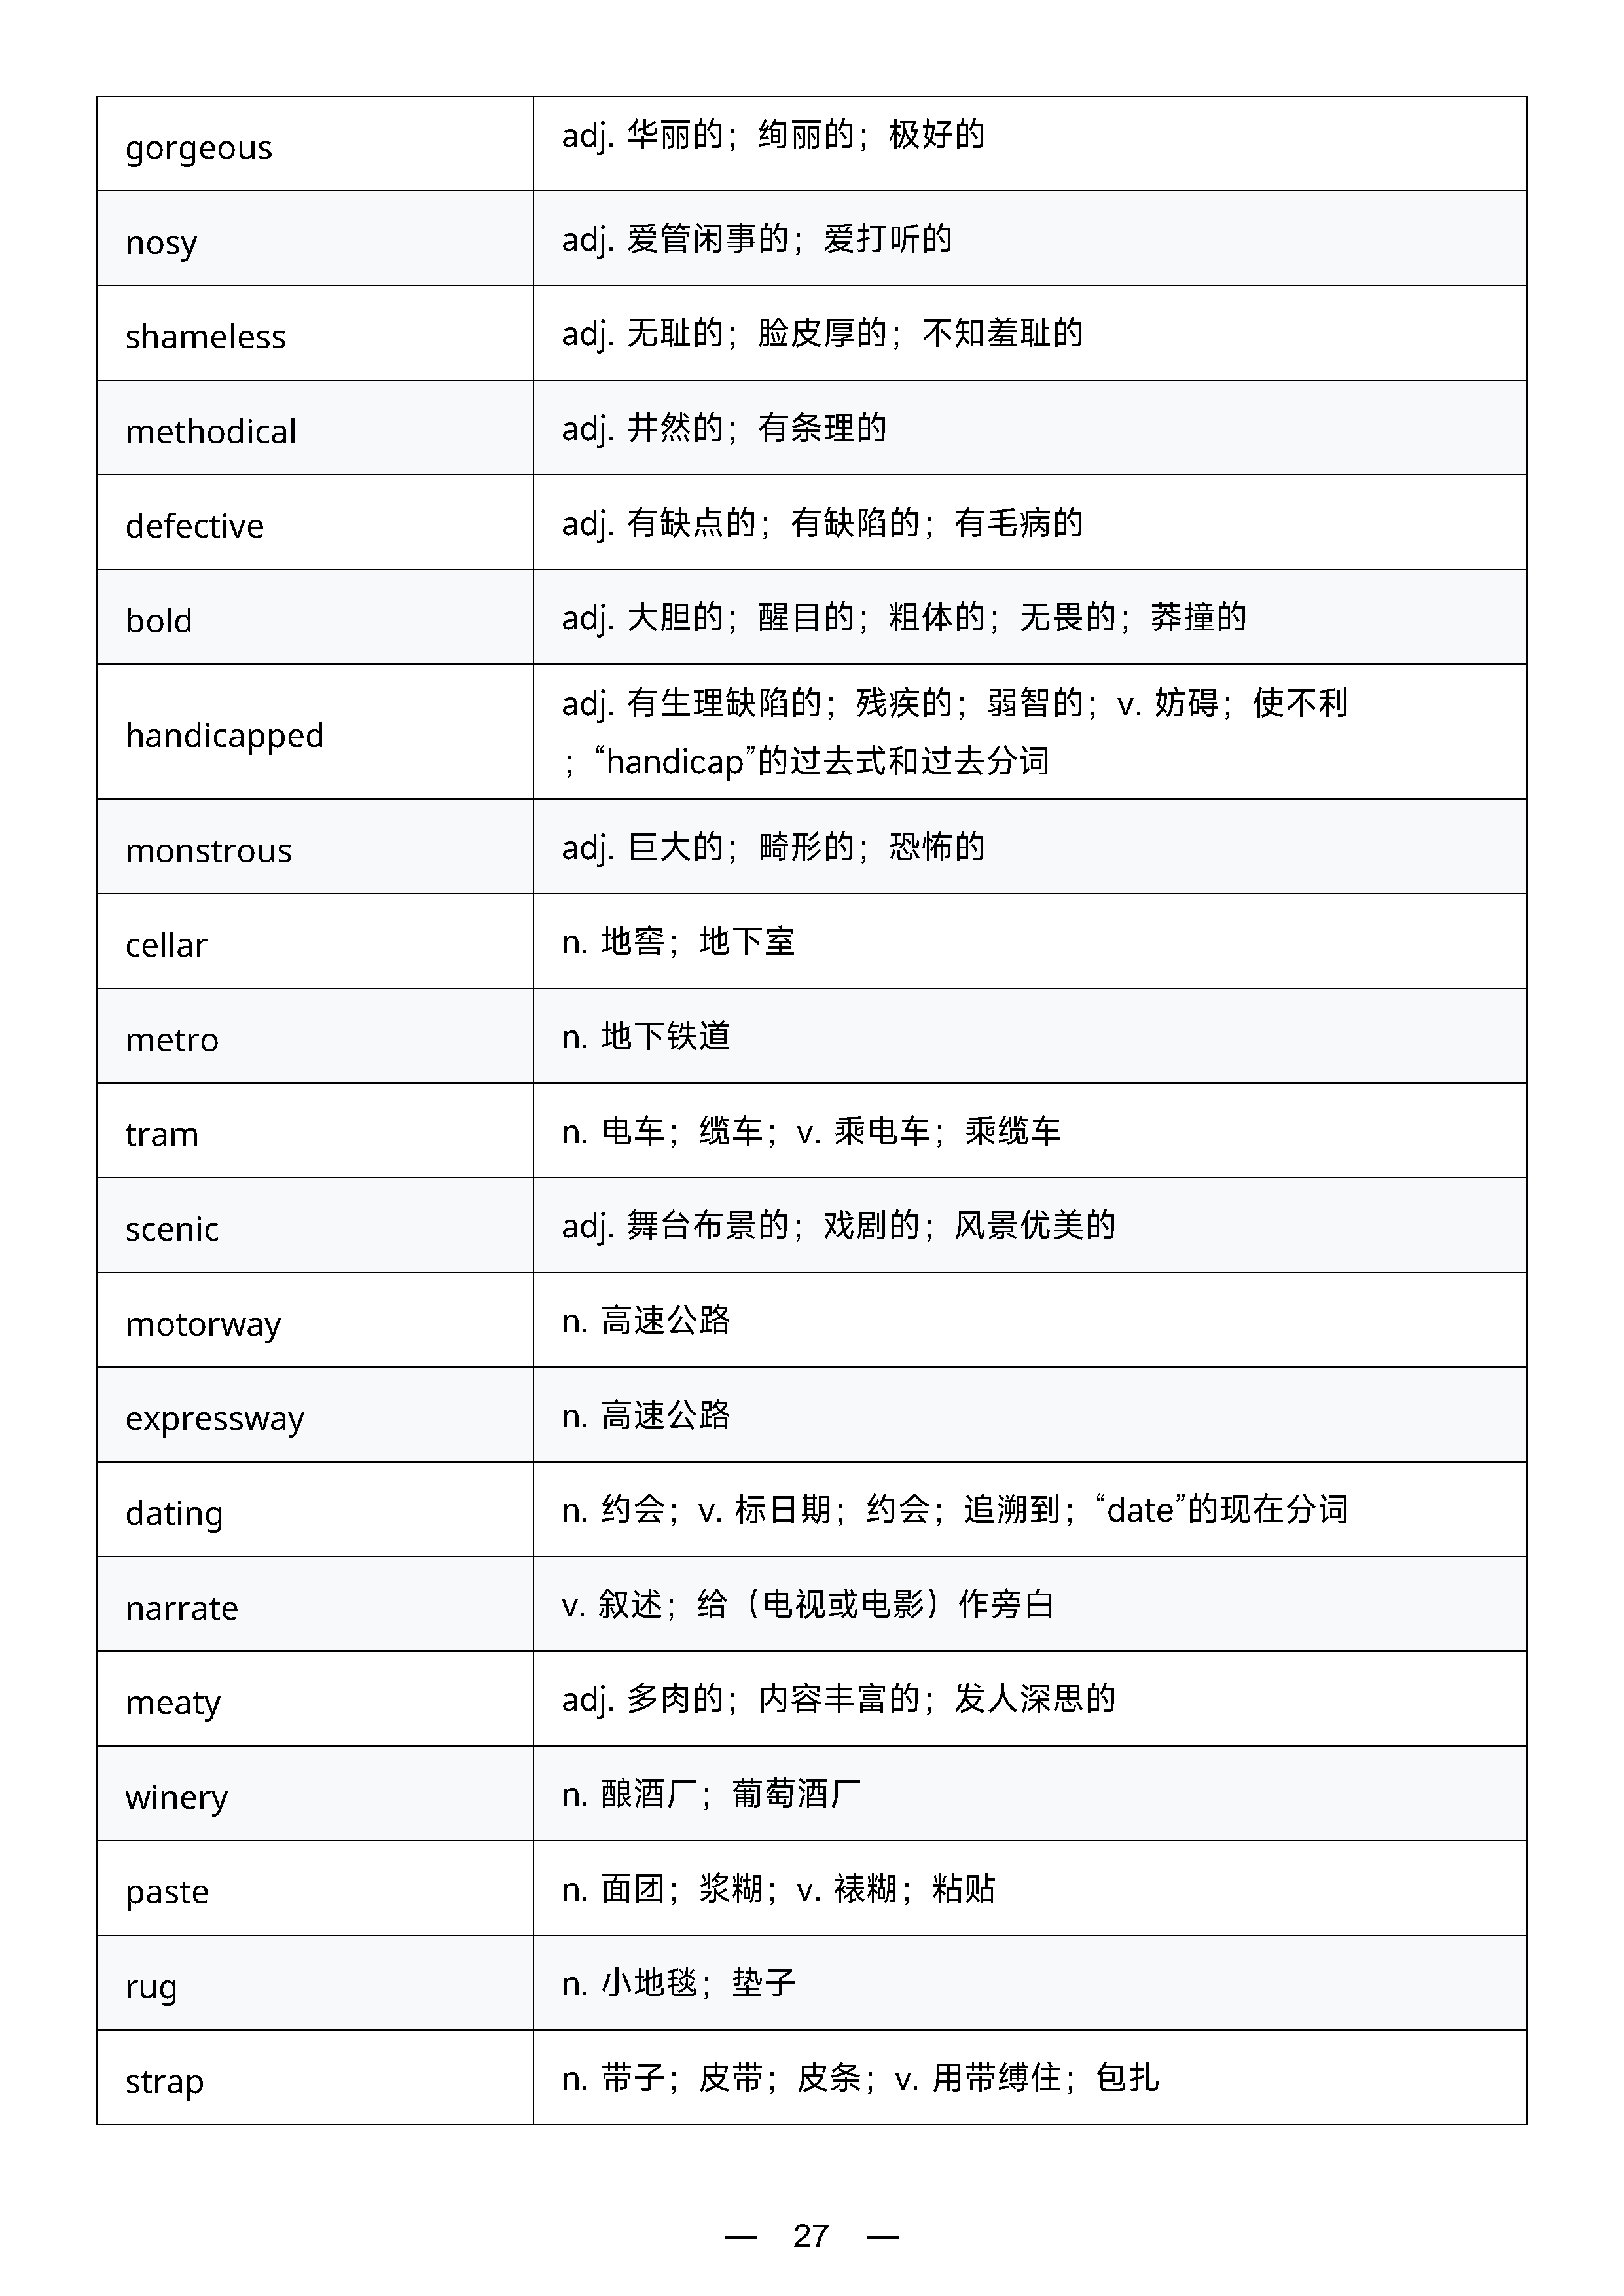 gorgeous adj. 华丽的；绚丽的；极好的
nosy adj. 爱管闲事的；爱打听的
shameless adj. 无耻的；脸皮厚的；不知羞耻的
methodical adj. 井然的；有条理的
defective adj. 有缺点的；有缺陷的；有毛病的
bold adj. 大胆的；醒目的；粗体的；无畏的；莽撞的
handicapped adj. 有生理缺陷的；残疾的；弱智的；v. 妨碍；使不利
；“handicap”的过去式和过去分词
monstrous adj. 巨大的；畸形的；恐怖的
cellar n. 地窖；地下室
metro n. 地下铁道
tram n. 电车；缆车；v. 乘电车；乘缆车
scenic adj. 舞台布景的；戏剧的；风景优美的
motorway n. 高速公路
expressway n. 高速公路
dating n. 约会；v. 标日期；约会；追溯到；“date”的现在分词
narrate v. 叙述；给（电视或电影）作旁白
meaty adj. 多肉的；内容丰富的；发人深思的
winery n. 酿酒厂；葡萄酒厂
paste n. 面团；浆糊；v. 裱糊；粘贴
rug n. 小地毯；垫子
strap n. 带子；皮带；皮条；v. 用带缚住；包扎
— 27 —